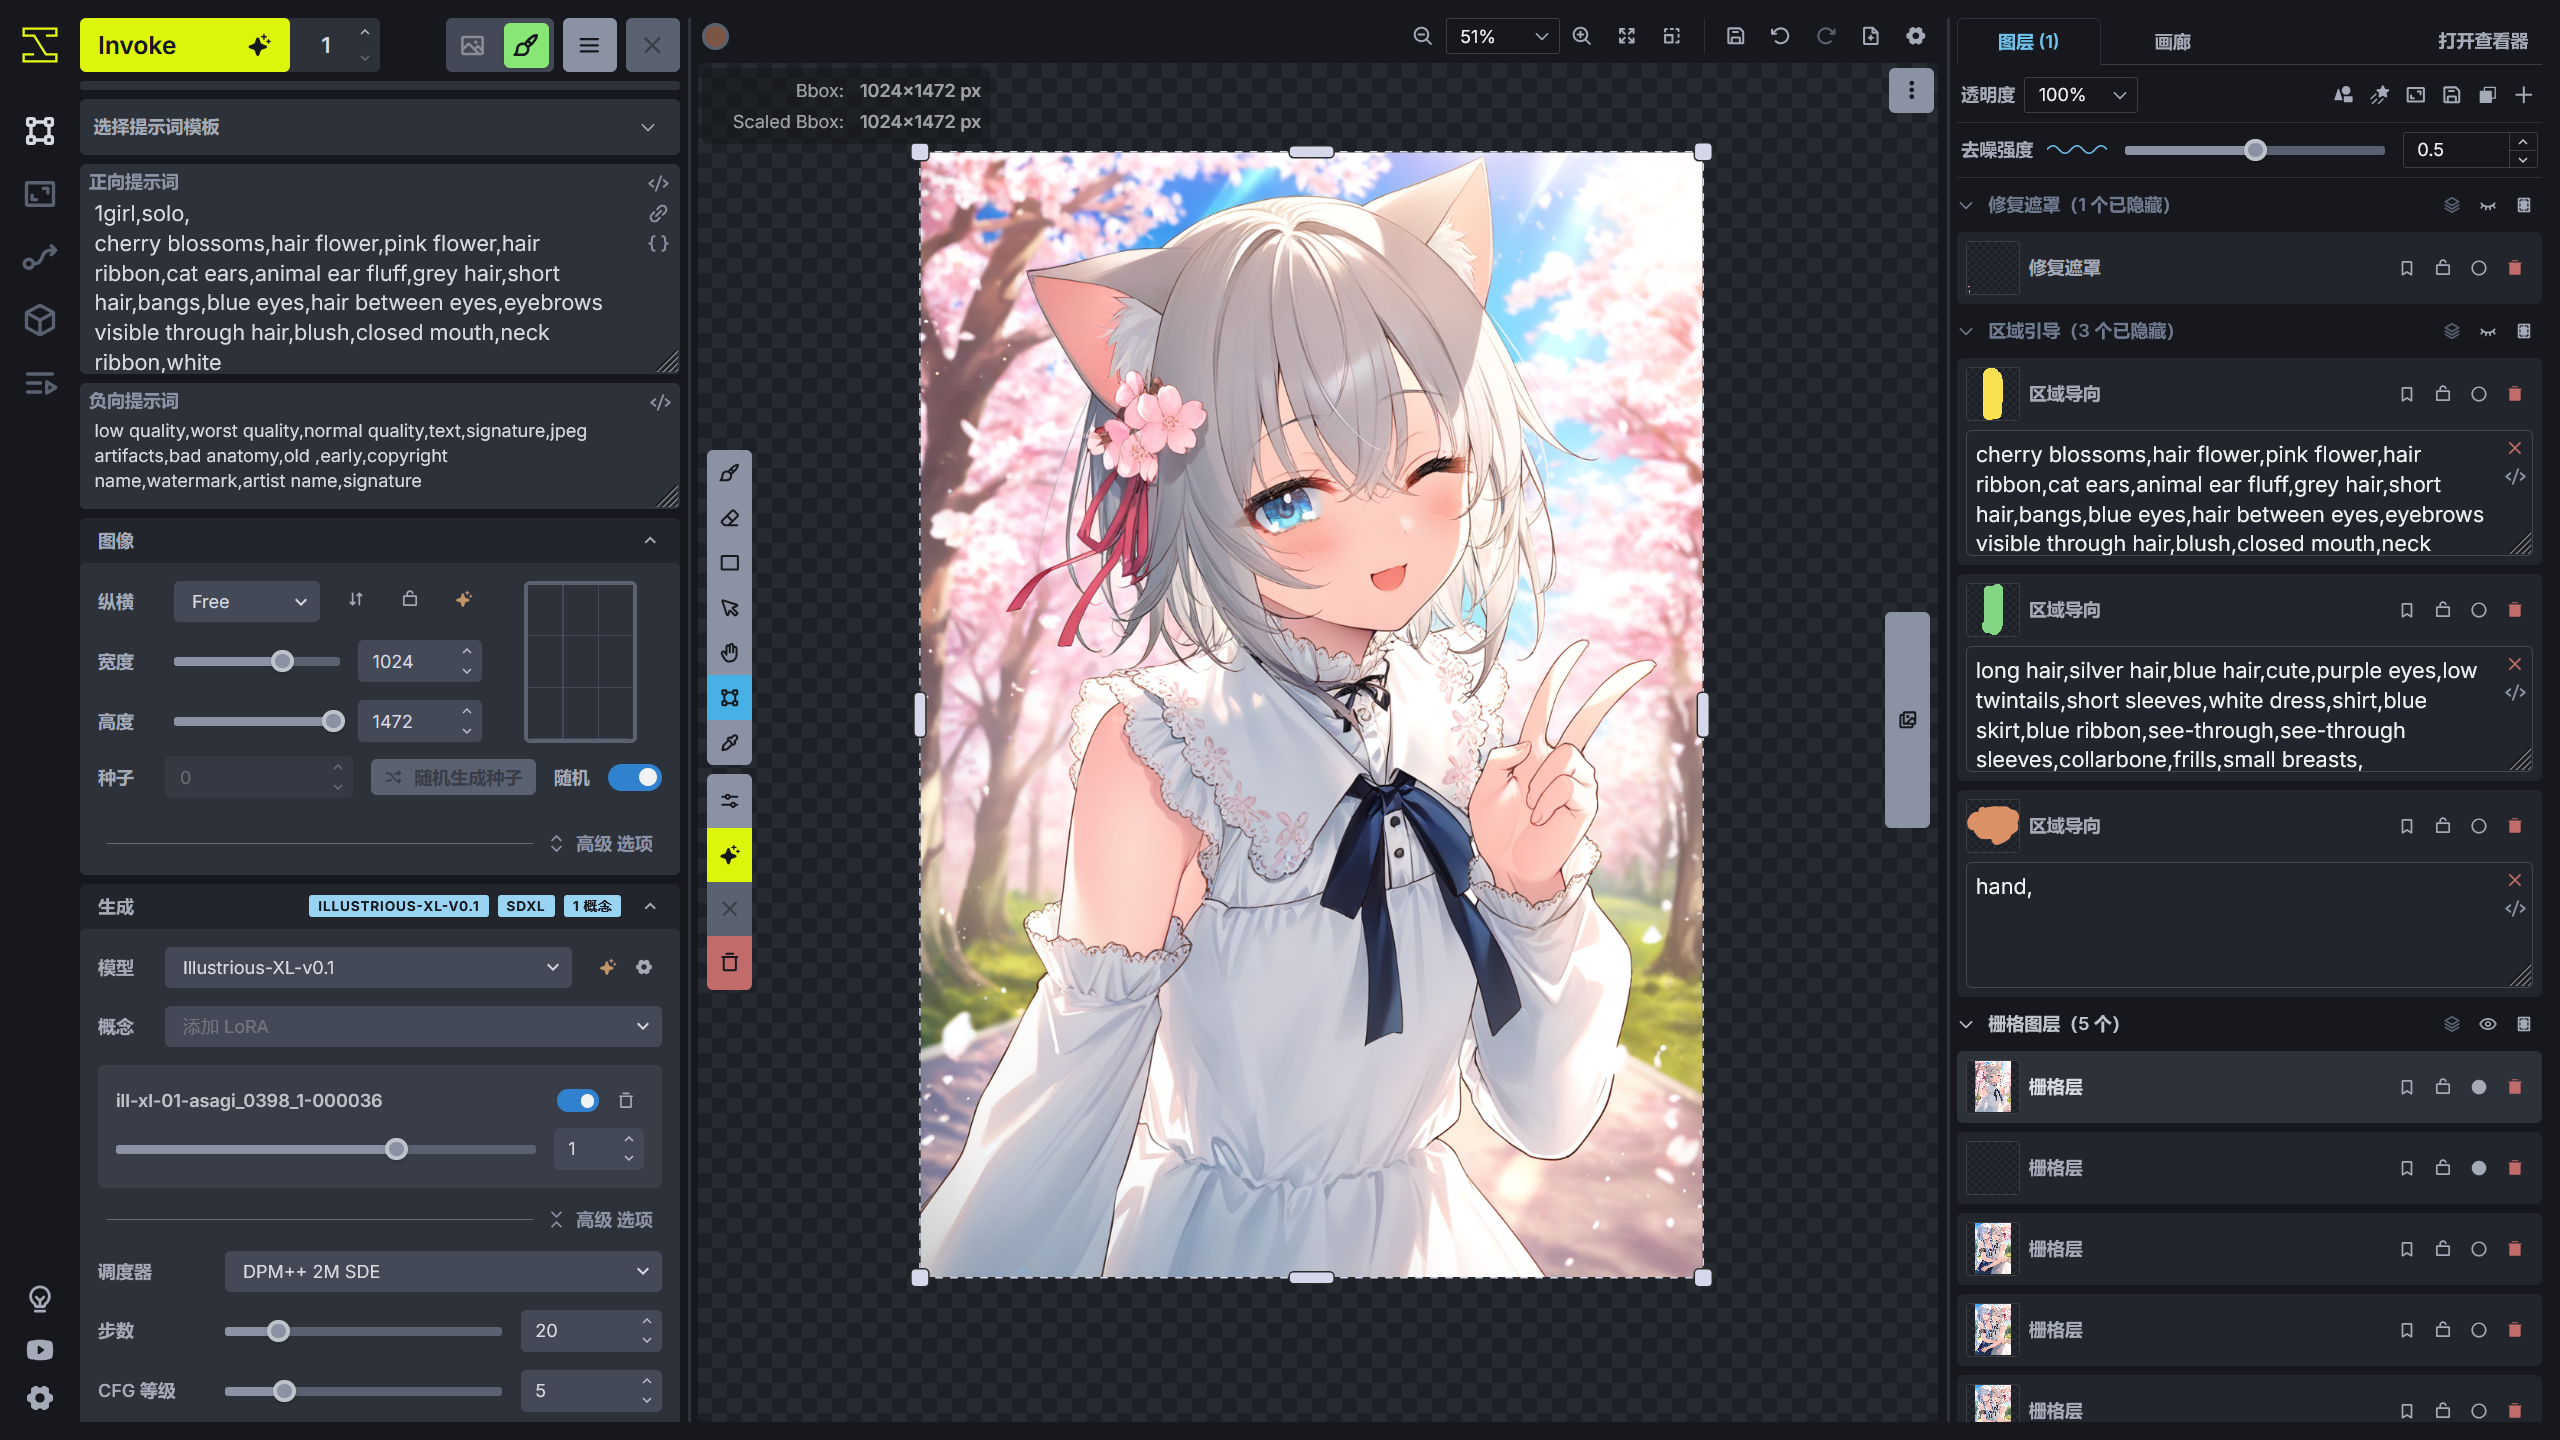 Invoke
1
选择提示词模板
正向提示词
1girl,solo,
cherry blossoms,hair flower,pink flower,hair
ribbon,cat ears,animal ear fluff,grey hair,short
hair,bangs,blue eyes,hair between eyes,eyebrows
visible through hair,blush,closed mouth,neck
ribbon,white
负向提示词
low quality,worst quality,normal quality,text,signature,jpeg
artifacts,bad anatomy,old ,early,copyright
name,watermark,artist name,signature
图像
纵横
Free
宽度
1024
高度
1472
种子
0
随机生成种子
随机
高级 选项
生成
ILLUSTRIOUS-XL-V0.1
SDXL
1 概念
模型
Illustrious-XL-v0.1
概念
添加 LoRA
ill-xl-01-asagi_0398_1-000036
1
高级 选项
调度器
DPM++ 2M SDE
步数
20
CFG 等级
5
51%
Bbox: 1024×1472 px
Scaled Bbox: 1024×1472 px
图层 (1)
画廊
打开查看器
透明度
100%
去噪强度
0.5
修复遮罩（1 个已隐藏）
修复遮罩
区域引导（3 个已隐藏）
区域导向
cherry blossoms,hair flower,pink flower,hair
ribbon,cat ears,animal ear fluff,grey hair,short
hair,bangs,blue eyes,hair between eyes,eyebrows
visible through hair,blush,closed mouth,neck
区域导向
long hair,silver hair,blue hair,cute,purple eyes,low
twintails,short sleeves,white dress,shirt,blue
skirt,blue ribbon,see-through,see-through
sleeves,collarbone,frills,small breasts,
区域导向
hand,
栅格图层（5 个）
栅格层
栅格层
栅格层
栅格层
栅格层